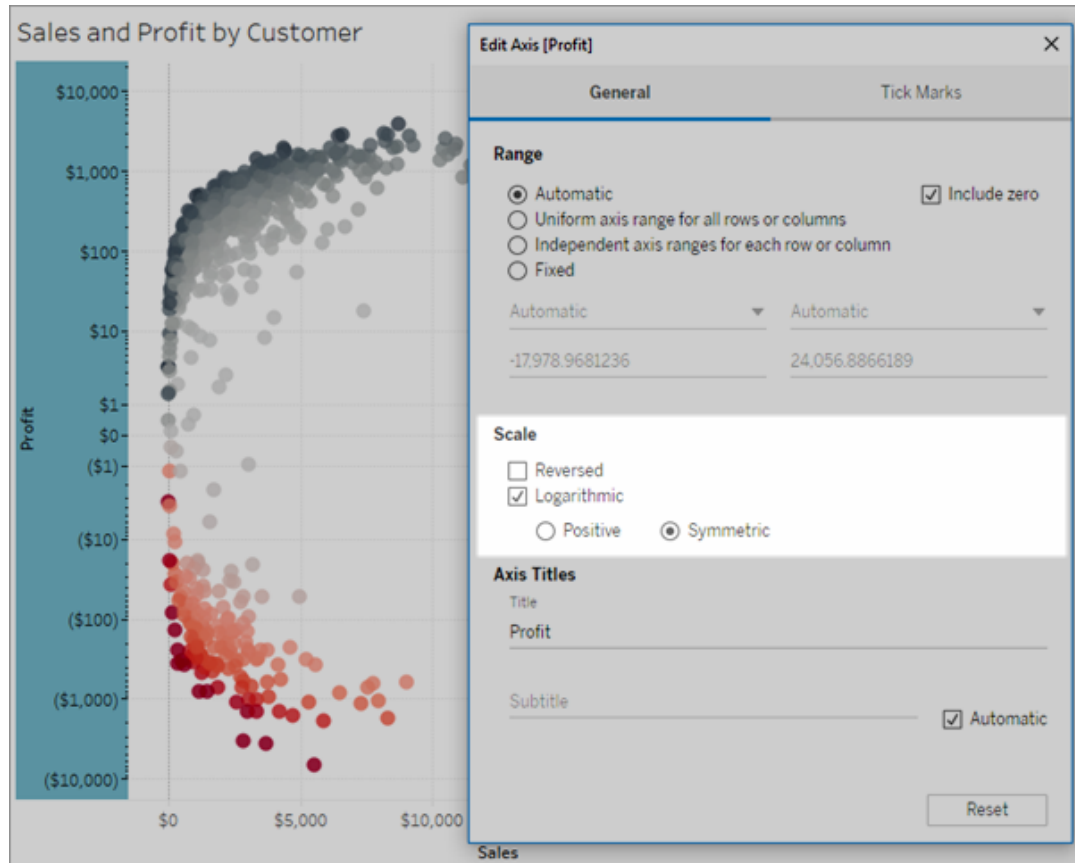 Sales and Profit by Customer
$10,000
$1,000
$100
$10
$1
$0
($1)
($10)
($100)
($1,000)
($10,000)
Profit
$0
$5,000
$10,000
Sales
Edit Axis [Profit]
General
Tick Marks
Range
Automatic
Include zero
Uniform axis range for all rows or columns
Independent axis ranges for each row or column
Fixed
Automatic
Automatic
-17,978.9681236
24,056.8866189
Scale
Reversed
Logarithmic
Positive
Symmetric
Axis Titles
Title
Profit
Subtitle
Automatic
Reset